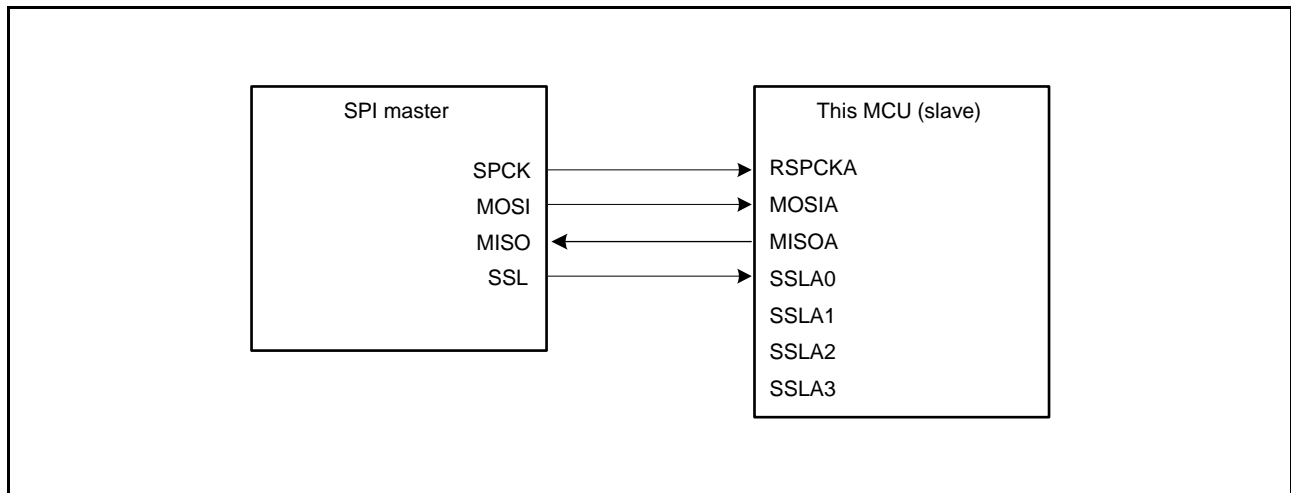 SPI master
SPCK
MOSI
MISO
SSL
This MCU (slave)
RSPCKA
MOSIA
MISOA
SSLA0
SSLA1
SSLA2
SSLA3